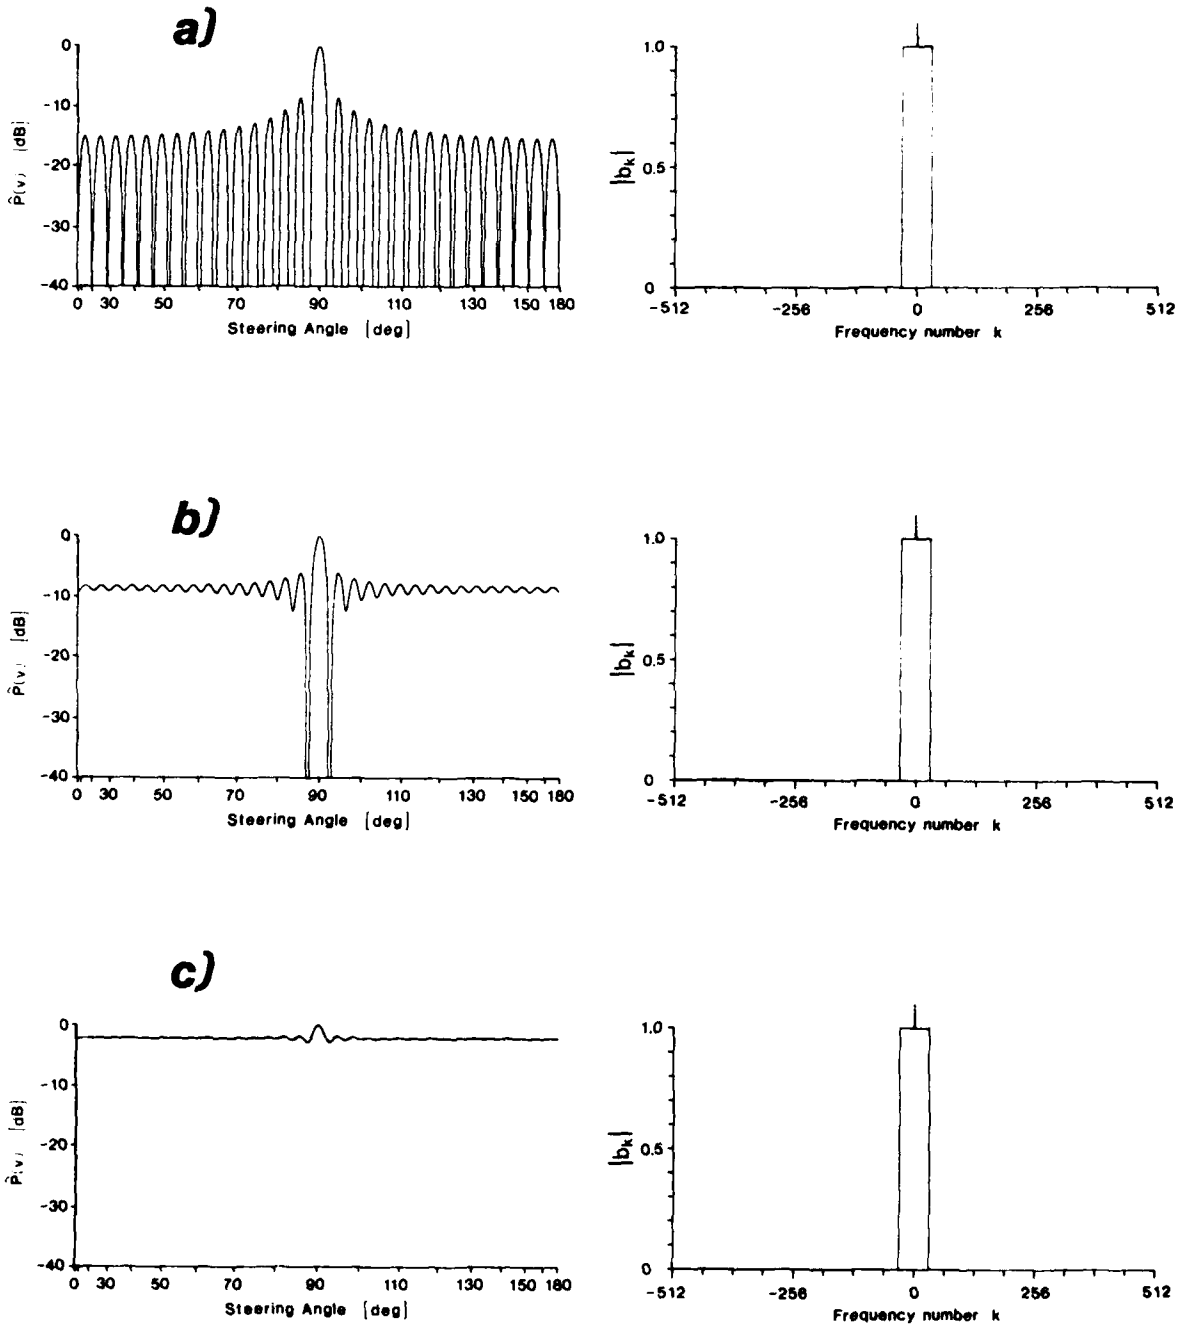 a)
0
-10
-20
-30
-40
P̂(v) [dB]
0 30 50 70 90 110 130 150 180
Steering Angle [deg]
1.0
0.5
0
|bk|
-512 -256 0 256 512
Frequency number k
b)
0
-10
-20
-30
-40
P̂(v) [dB]
0 30 50 70 90 110 130 150 180
Steering Angle [deg]
1.0
0.5
0
|bk|
-512 -256 0 256 512
Frequency number k
c)
0
-10
-20
-30
-40
P̂(v) [dB]
0 30 50 70 90 110 130 150 180
Steering Angle [deg]
1.0
0.5
0
|bk|
-512 -256 0 256 512
Frequency number k